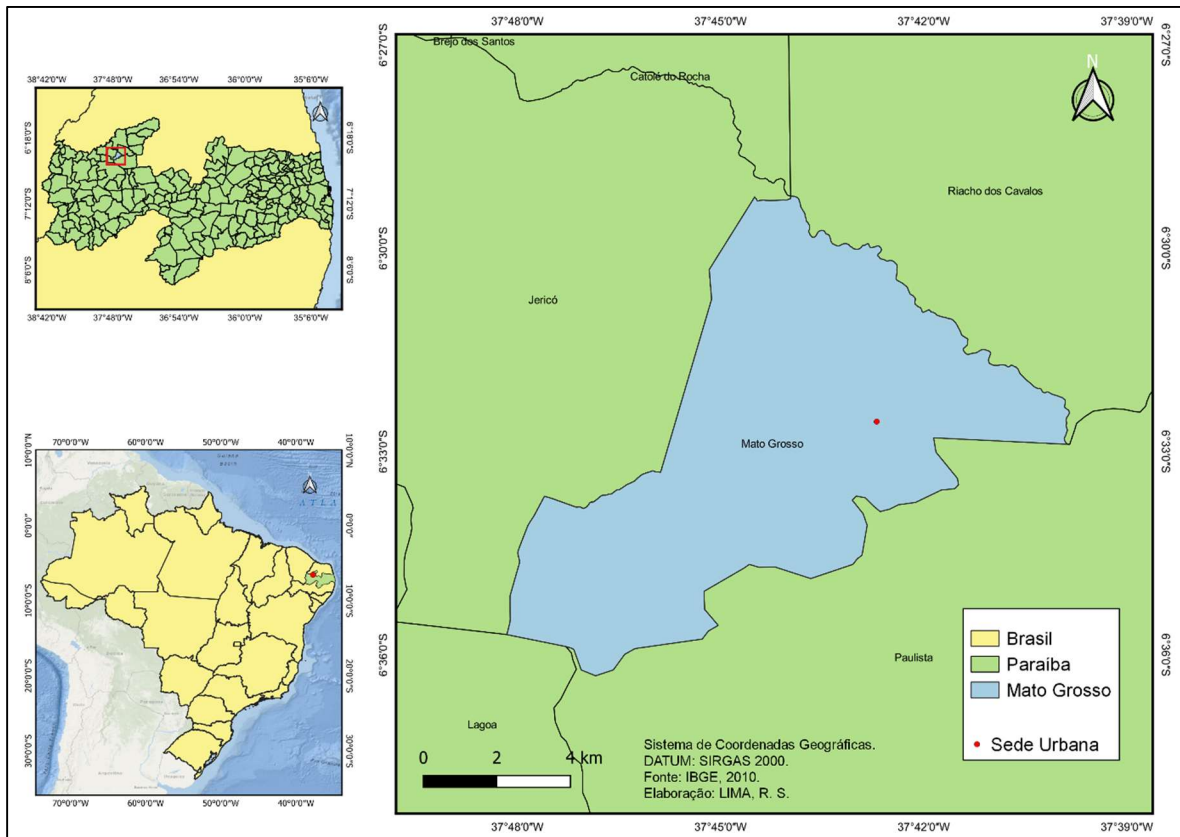 37°48'0"W 37°45'0"W 37°42'0"W 37°39'0"W
6°27'0"S 6°27'0"S
Brejo dos Santos
Catolé do Rocha
N
Riacho dos Cavalos
6°30'0"S 6°30'0"S
Jericó
Mato Grosso
6°33'0"S 6°33'0"S
6°36'0"S 6°36'0"S
Paulista
Lagoa
0 2 4 km
Sistema de Coordenadas Geográficas.
DATUM: SIRGAS 2000.
Fonte: IBGE, 2010.
Elaboração: LIMA, R. S.
Brasil
Paraíba
Mato Grosso
Sede Urbana
37°48'0"W 37°45'0"W 37°42'0"W 37°39'0"W
38°42'0"W 37°48'0"W 36°54'0"W 36°0'0"W 35°6'0"W
6°18'0"S 6°18'0"S
7°12'0"S 7°12'0"S
8°6'0"S 8°6'0"S
38°42'0"W 37°48'0"W 36°54'0"W 36°0'0"W 35°6'0"W
70°0'0"W 60°0'0"W 50°0'0"W 40°0'0"W
10°0'0"N 10°0'0"N
0°0'0" 0°0'0"
10°0'0"S 10°0'0"S
20°0'0"S 20°0'0"S
30°0'0"S 30°0'0"S
70°0'0"W 60°0'0"W 50°0'0"W 40°0'0"W